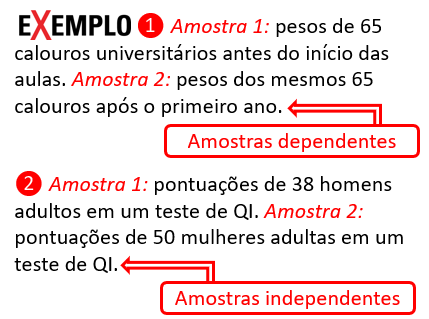 EXEMPLO 1 Amostra 1: pesos de 65
calouros universitários antes do início das
aulas. Amostra 2: pesos dos mesmos 65
calouros após o primeiro ano.
Amostras dependentes
2 Amostra 1: pontuações de 38 homens
adultos em um teste de QI. Amostra 2:
pontuações de 50 mulheres adultas em um
teste de QI.
Amostras independentes